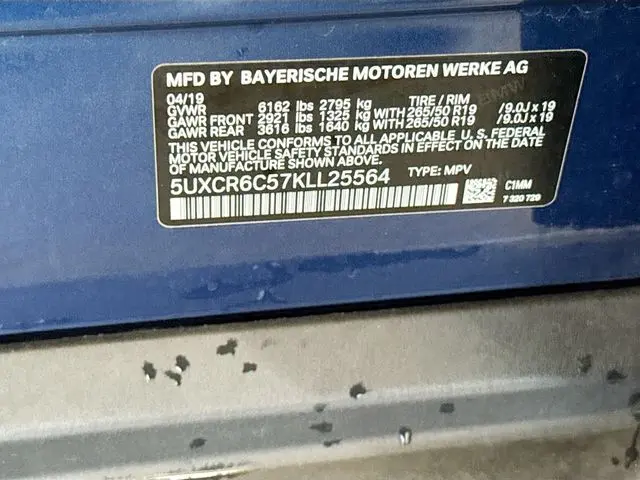 MFD BY BAYERISCHE MOTOREN WERKE AG
04/19
GVWR 6162 lbs 2795 kg TIRE / RIM
GAWR FRONT 2921 lbs 1325 kg WITH 265/50 R19 /9.0J x 19
GAWR REAR 3616 lbs 1640 kg WITH 265/50 R19 /9.0J x 19
THIS VEHICLE CONFORMS TO ALL APPLICABLE U. S. FEDERAL
MOTOR VEHICLE SAFETY STANDARDS IN EFFECT ON THE DATE
OF MANUFACTURE SHOWN ABOVE.
5UXCR6C57KLL25564 TYPE: MPV
C1MM
7 320 729